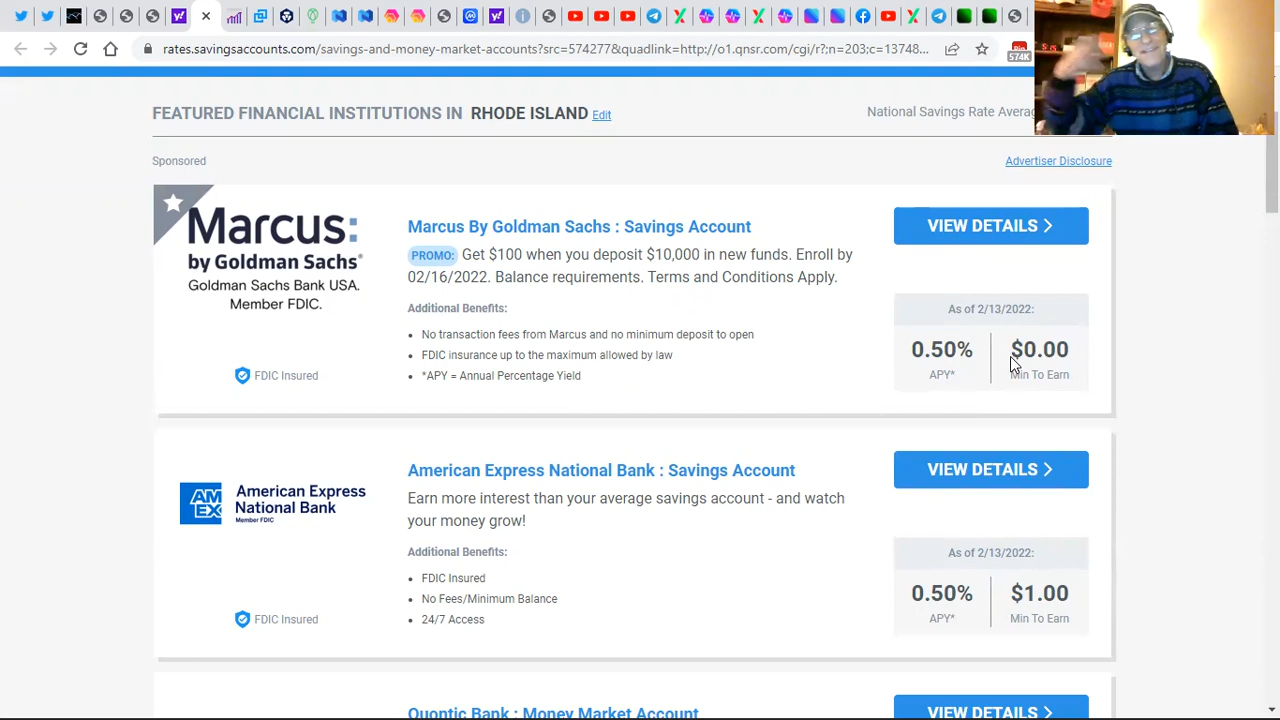 rates.savingsaccounts.com/savings-and-money-market-accounts?src=574277&quadlink=http://o1.qnsr.com/cgi/r?;n=203;c=13748...
574K
FEATURED FINANCIAL INSTITUTIONS IN RHODE ISLAND Edit
National Savings Rate Averag
Sponsored
Advertiser Disclosure
Marcus:
by Goldman Sachs®
Goldman Sachs Bank USA.
Member FDIC.
FDIC Insured
Marcus By Goldman Sachs : Savings Account
PROMO: Get $100 when you deposit $10,000 in new funds. Enroll by
02/16/2022. Balance requirements. Terms and Conditions Apply.
Additional Benefits:
• No transaction fees from Marcus and no minimum deposit to open
• FDIC insurance up to the maximum allowed by law
• *APY = Annual Percentage Yield
VIEW DETAILS >
As of 2/13/2022:
0.50%
APY*
$0.00
Min To Earn
AM
EX
American Express
National Bank
Member FDIC
FDIC Insured
American Express National Bank : Savings Account
Earn more interest than your average savings account - and watch
your money grow!
Additional Benefits:
• FDIC Insured
• No Fees/Minimum Balance
• 24/7 Access
VIEW DETAILS >
As of 2/13/2022:
0.50%
APY*
$1.00
Min To Earn
Quontic Bank : Money Market Account
VIEW DETAILS >